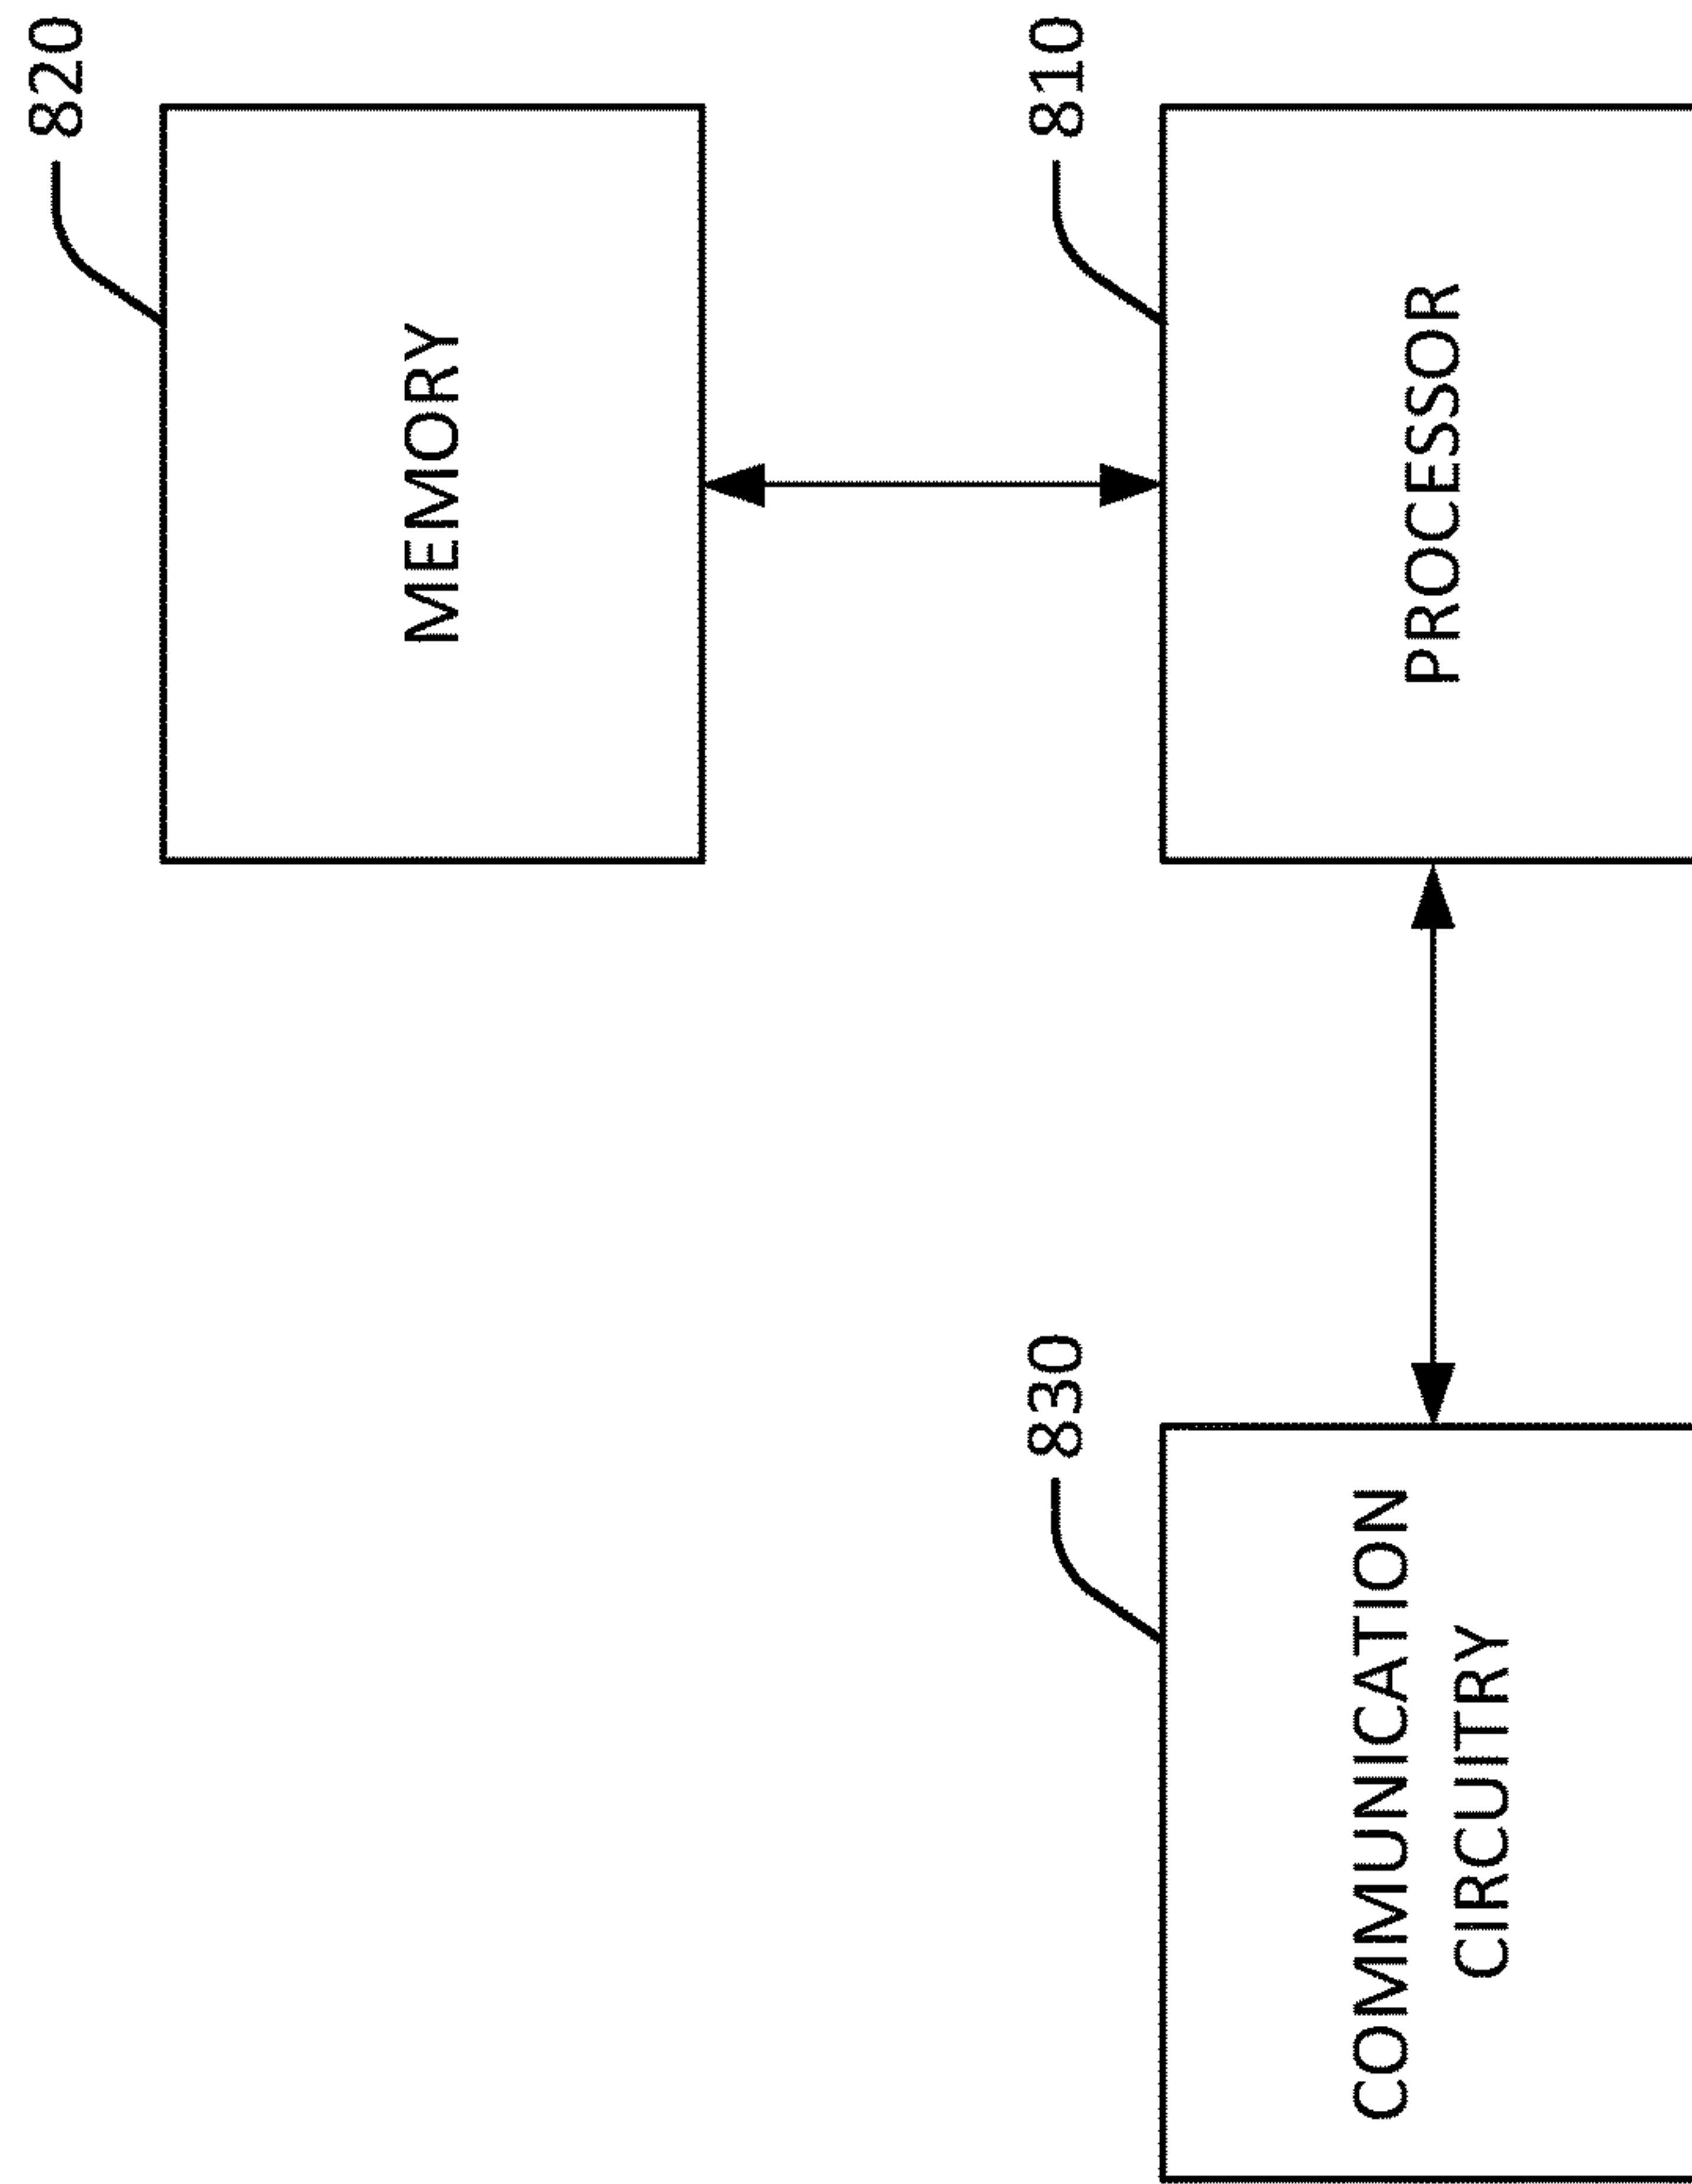 820
MEMORY
830
810
COMMUNICATION
CIRCUITRY
PROCESSOR